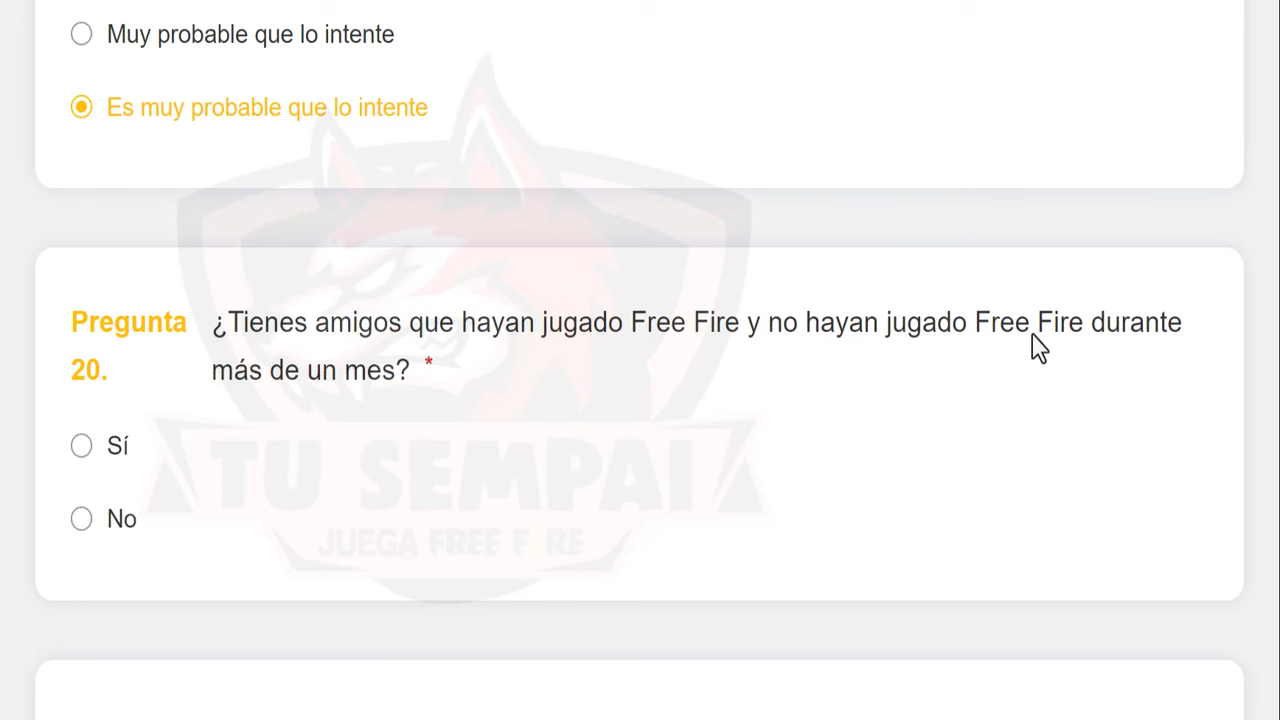 Muy probable que lo intente
Es muy probable que lo intente
Pregunta ¿Tienes amigos que hayan jugado Free Fire y no hayan jugado Free Fire durante
20. más de un mes? *
Sí
No
TU SEMPAI
JUEGA FREE FIRE